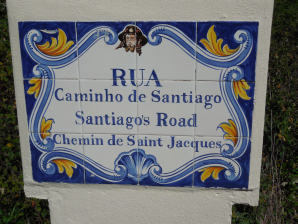 RUA
Caminho de Santiago
Santiago's Road
Chemin de Saint Jacques